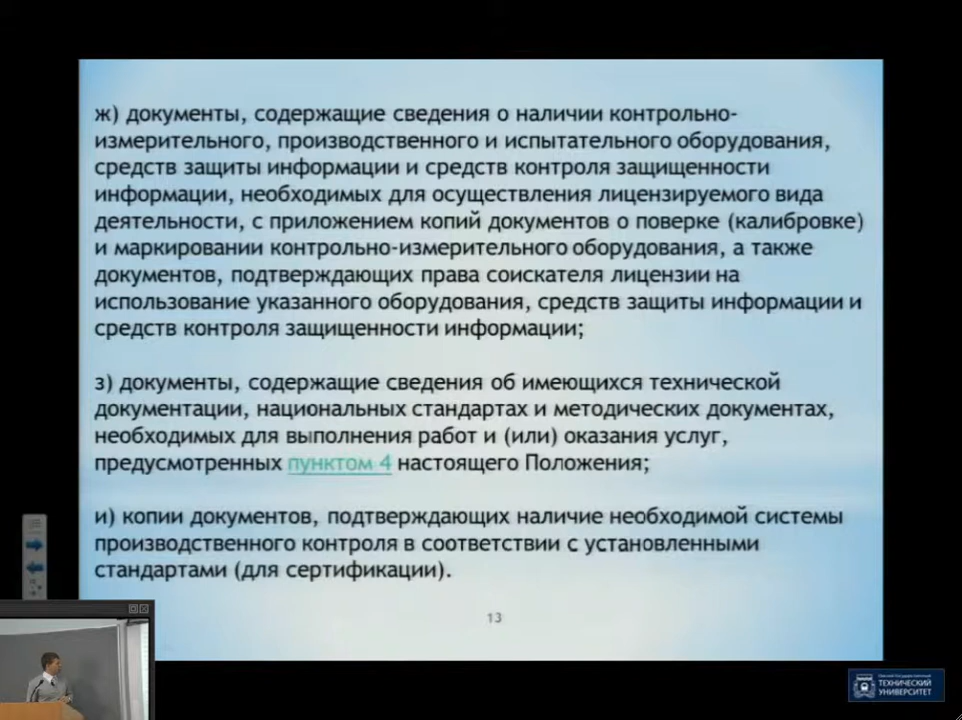 ж) документы, содержащие сведения о наличии контрольно-
измерительного, производственного и испытательного оборудования,
средств защиты информации и средств контроля защищенности
информации, необходимых для осуществления лицензируемого вида
деятельности, с приложением копий документов о поверке (калибровке)
и маркировании контрольно-измерительного оборудования, а также
документов, подтверждающих права соискателя лицензии на
использование указанного оборудования, средств защиты информации и
средств контроля защищенности информации;
з) документы, содержащие сведения об имеющихся технической
документации, национальных стандартах и методических документах,
необходимых для выполнения работ и (или) оказания услуг,
предусмотренных пунктом 4 настоящего Положения;
и) копии документов, подтверждающих наличие необходимой системы
производственного контроля в соответствии с установленными
стандартами (для сертификации).
13
ТЕХНИЧЕСКИЙ
УНИВЕРСИТЕТ